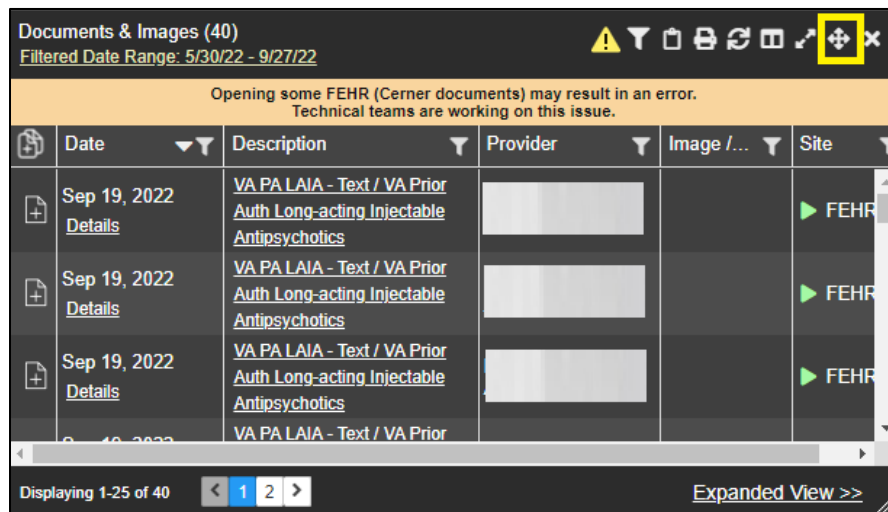 Documents & Images (40)
Filtered Date Range: 5/30/22 - 9/27/22
Opening some FEHR (Cerner documents) may result in an error.
Technical teams are working on this issue.
Date Description Provider Image /... Site
Sep 19, 2022
Details
VA PA LAIA - Text / VA Prior
Auth Long-acting Injectable
Antipsychotics
FEHR
Sep 19, 2022
Details
VA PA LAIA - Text / VA Prior
Auth Long-acting Injectable
Antipsychotics
FEHR
Sep 19, 2022
Details
VA PA LAIA - Text / VA Prior
Auth Long-acting Injectable
Antipsychotics
FEHR
VA PA LAIA - Text / VA Prior
Displaying 1-25 of 40 < 1 2 > Expanded View >>